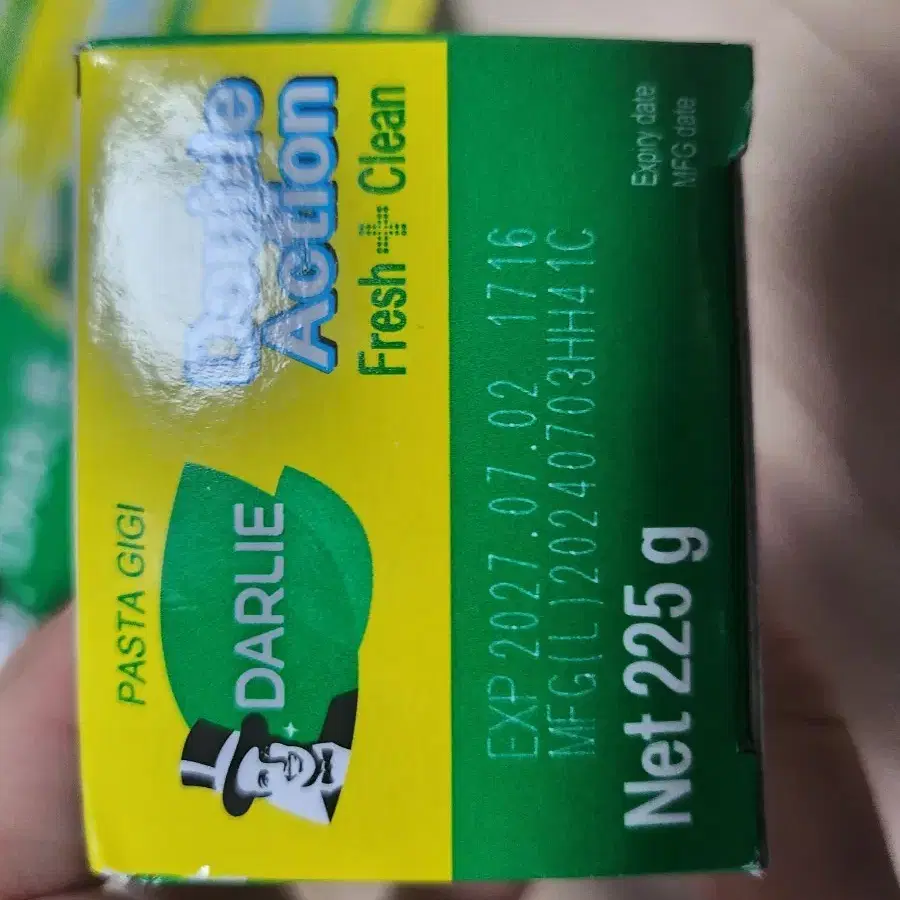 PASTA GIGI
DARLIE
Double
Action
Fresh + Clean
EXP 2027.07.02 1716
MFG(L)20240703HH41C
Net 225 g
Expiry date
MFG date